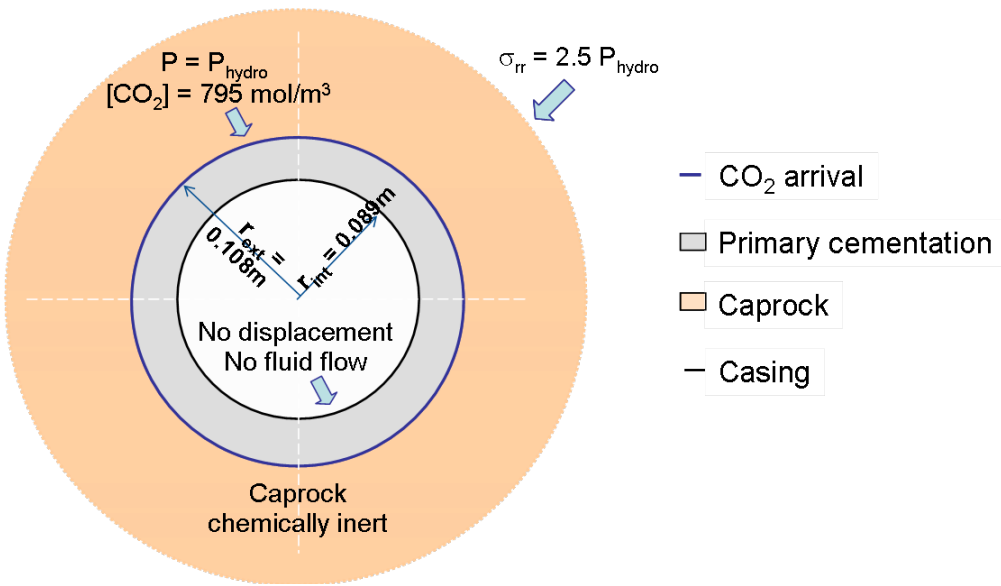 P = P_hydro
[CO₂] = 795 mol/m³
σ_rr = 2.5 P_hydro
r_ext =
0.108m
r_int = 0.089m
No displacement
No fluid flow
Caprock
chemically inert
CO₂ arrival
Primary cementation
Caprock
Casing